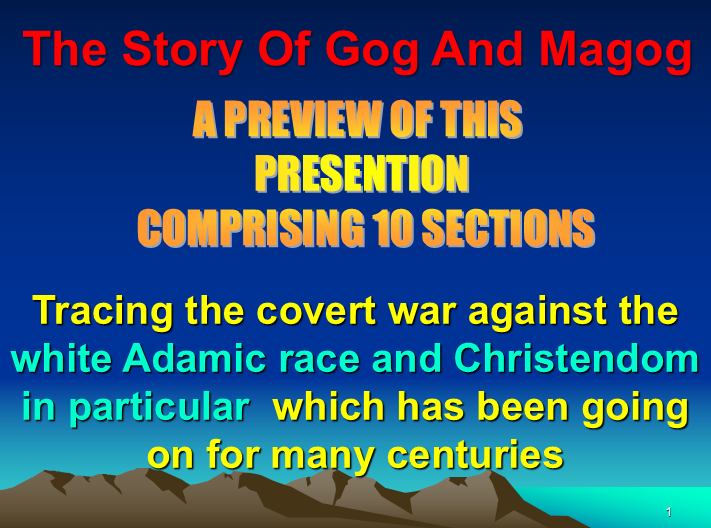 The Story Of Gog And Magog
A PREVIEW OF THIS
PRESENTION
COMPRISING 10 SECTIONS
Tracing the covert war against the
white Adamic race and Christendom
in particular which has been going
on for many centuries
1